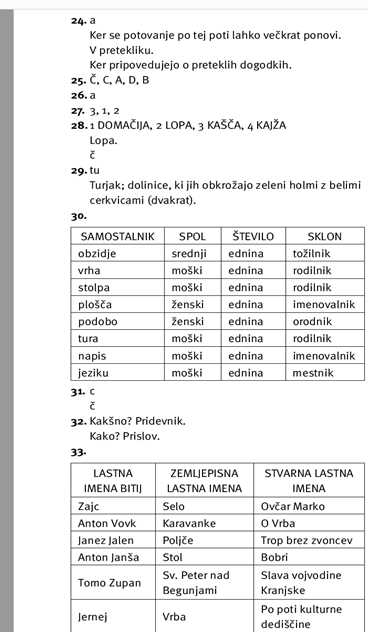 24. a
Ker se potovanje po tej poti lahko večkrat ponovi.
V pretekliku.
Ker pripovedujejo o preteklih dogodkih.
25. Č, C, A, D, B
26. a
27. 3, 1, 2
28. 1 DOMAČIJA, 2 LOPA, 3 KAŠČA, 4 KAJŽA
Lopa.
č
29. tu
Turjak; dolinice, ki jih obkrožajo zeleni holmi z belimi
cerkvicami (dvakrat).
30.
SAMOSTALNIK SPOL ŠTEVILO SKLON
obzidje srednji ednina tožilnik
vrha moški ednina rodilnik
stolpa moški ednina rodilnik
plošča ženski ednina imenovalnik
podobo ženski ednina orodnik
tura moški ednina rodilnik
napis moški ednina imenovalnik
jeziku moški ednina mestnik
31. c
č
32. Kakšno? Pridevnik.
Kako? Prislov.
33.
LASTNA ZEMLJEPISNA STVARNA LASTNA
IMENA BITIJ LASTNA IMENA IMENA
Zajc Selo Ovčar Marko
Anton Vovk Karavanke O Vrba
Janez Jalen Poljče Trop brez zvoncev
Anton Janša Stol Bobri
Tomo Zupan Sv. Peter nad Begunjami Slava vojvodine Kranjske
Jernej Vrba Po poti kulturne dediščine